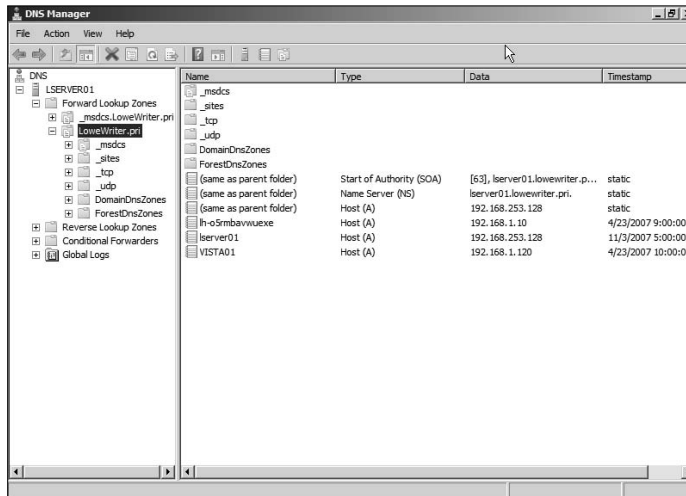 DNS Manager
File Action View Help
DNS
LSERVER01
Forward Lookup Zones
_msdcs.LoweWriter.pri
LoweWriter.pri
_msdcs
_sites
_tcp
_udp
DomainDnsZones
ForestDnsZones
Reverse Lookup Zones
Conditional Forwarders
Global Logs
Name Type Data Timestamp
_msdcs
_sites
_tcp
_udp
DomainDnsZones
ForestDnsZones
(same as parent folder) Start of Authority (SOA) [63], lserver01.lowewriter.p... static
(same as parent folder) Name Server (NS) lserver01.lowewriter.pri. static
(same as parent folder) Host (A) 192.168.253.128 static
lh-o5rmbavwuexe Host (A) 192.168.1.10 4/23/2007 9:00:00
lserver01 Host (A) 192.168.253.128 11/3/2007 5:00:00
VISTA01 Host (A) 192.168.1.120 4/23/2007 10:00:0